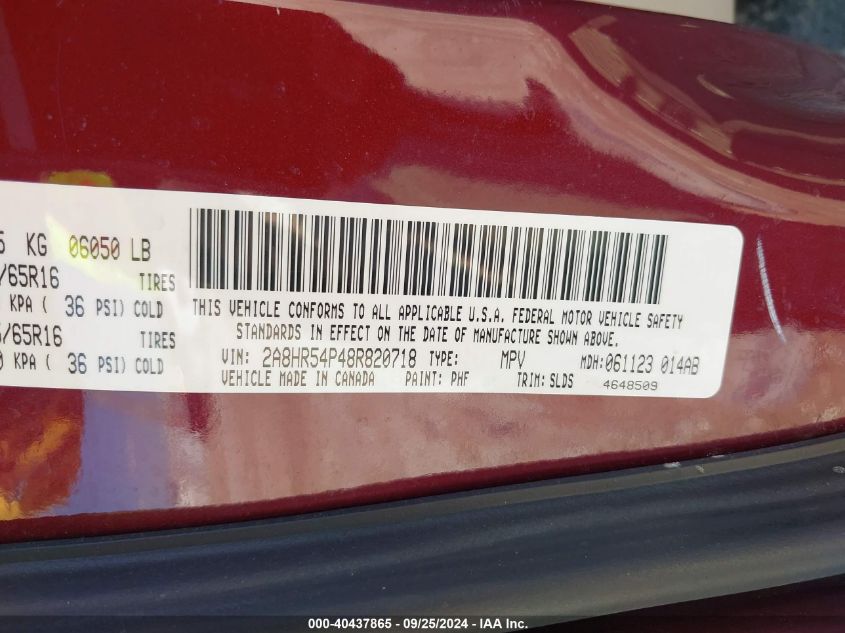 KG 06050 LB
/65R16 TIRES
KPA ( 36 PSI) COLD
/65R16 TIRES
KPA ( 36 PSI) COLD
THIS VEHICLE CONFORMS TO ALL APPLICABLE U.S.A. FEDERAL MOTOR VEHICLE SAFETY
STANDARDS IN EFFECT ON THE DATE OF MANUFACTURE SHOWN ABOVE.
VIN: 2A8HR54P48R820718 TYPE: MPV MDH:061123 014AB
VEHICLE MADE IN CANADA PAINT: PHF TRIM: SLDS 4648509
000-40437865 - 09/25/2024 - IAA Inc.